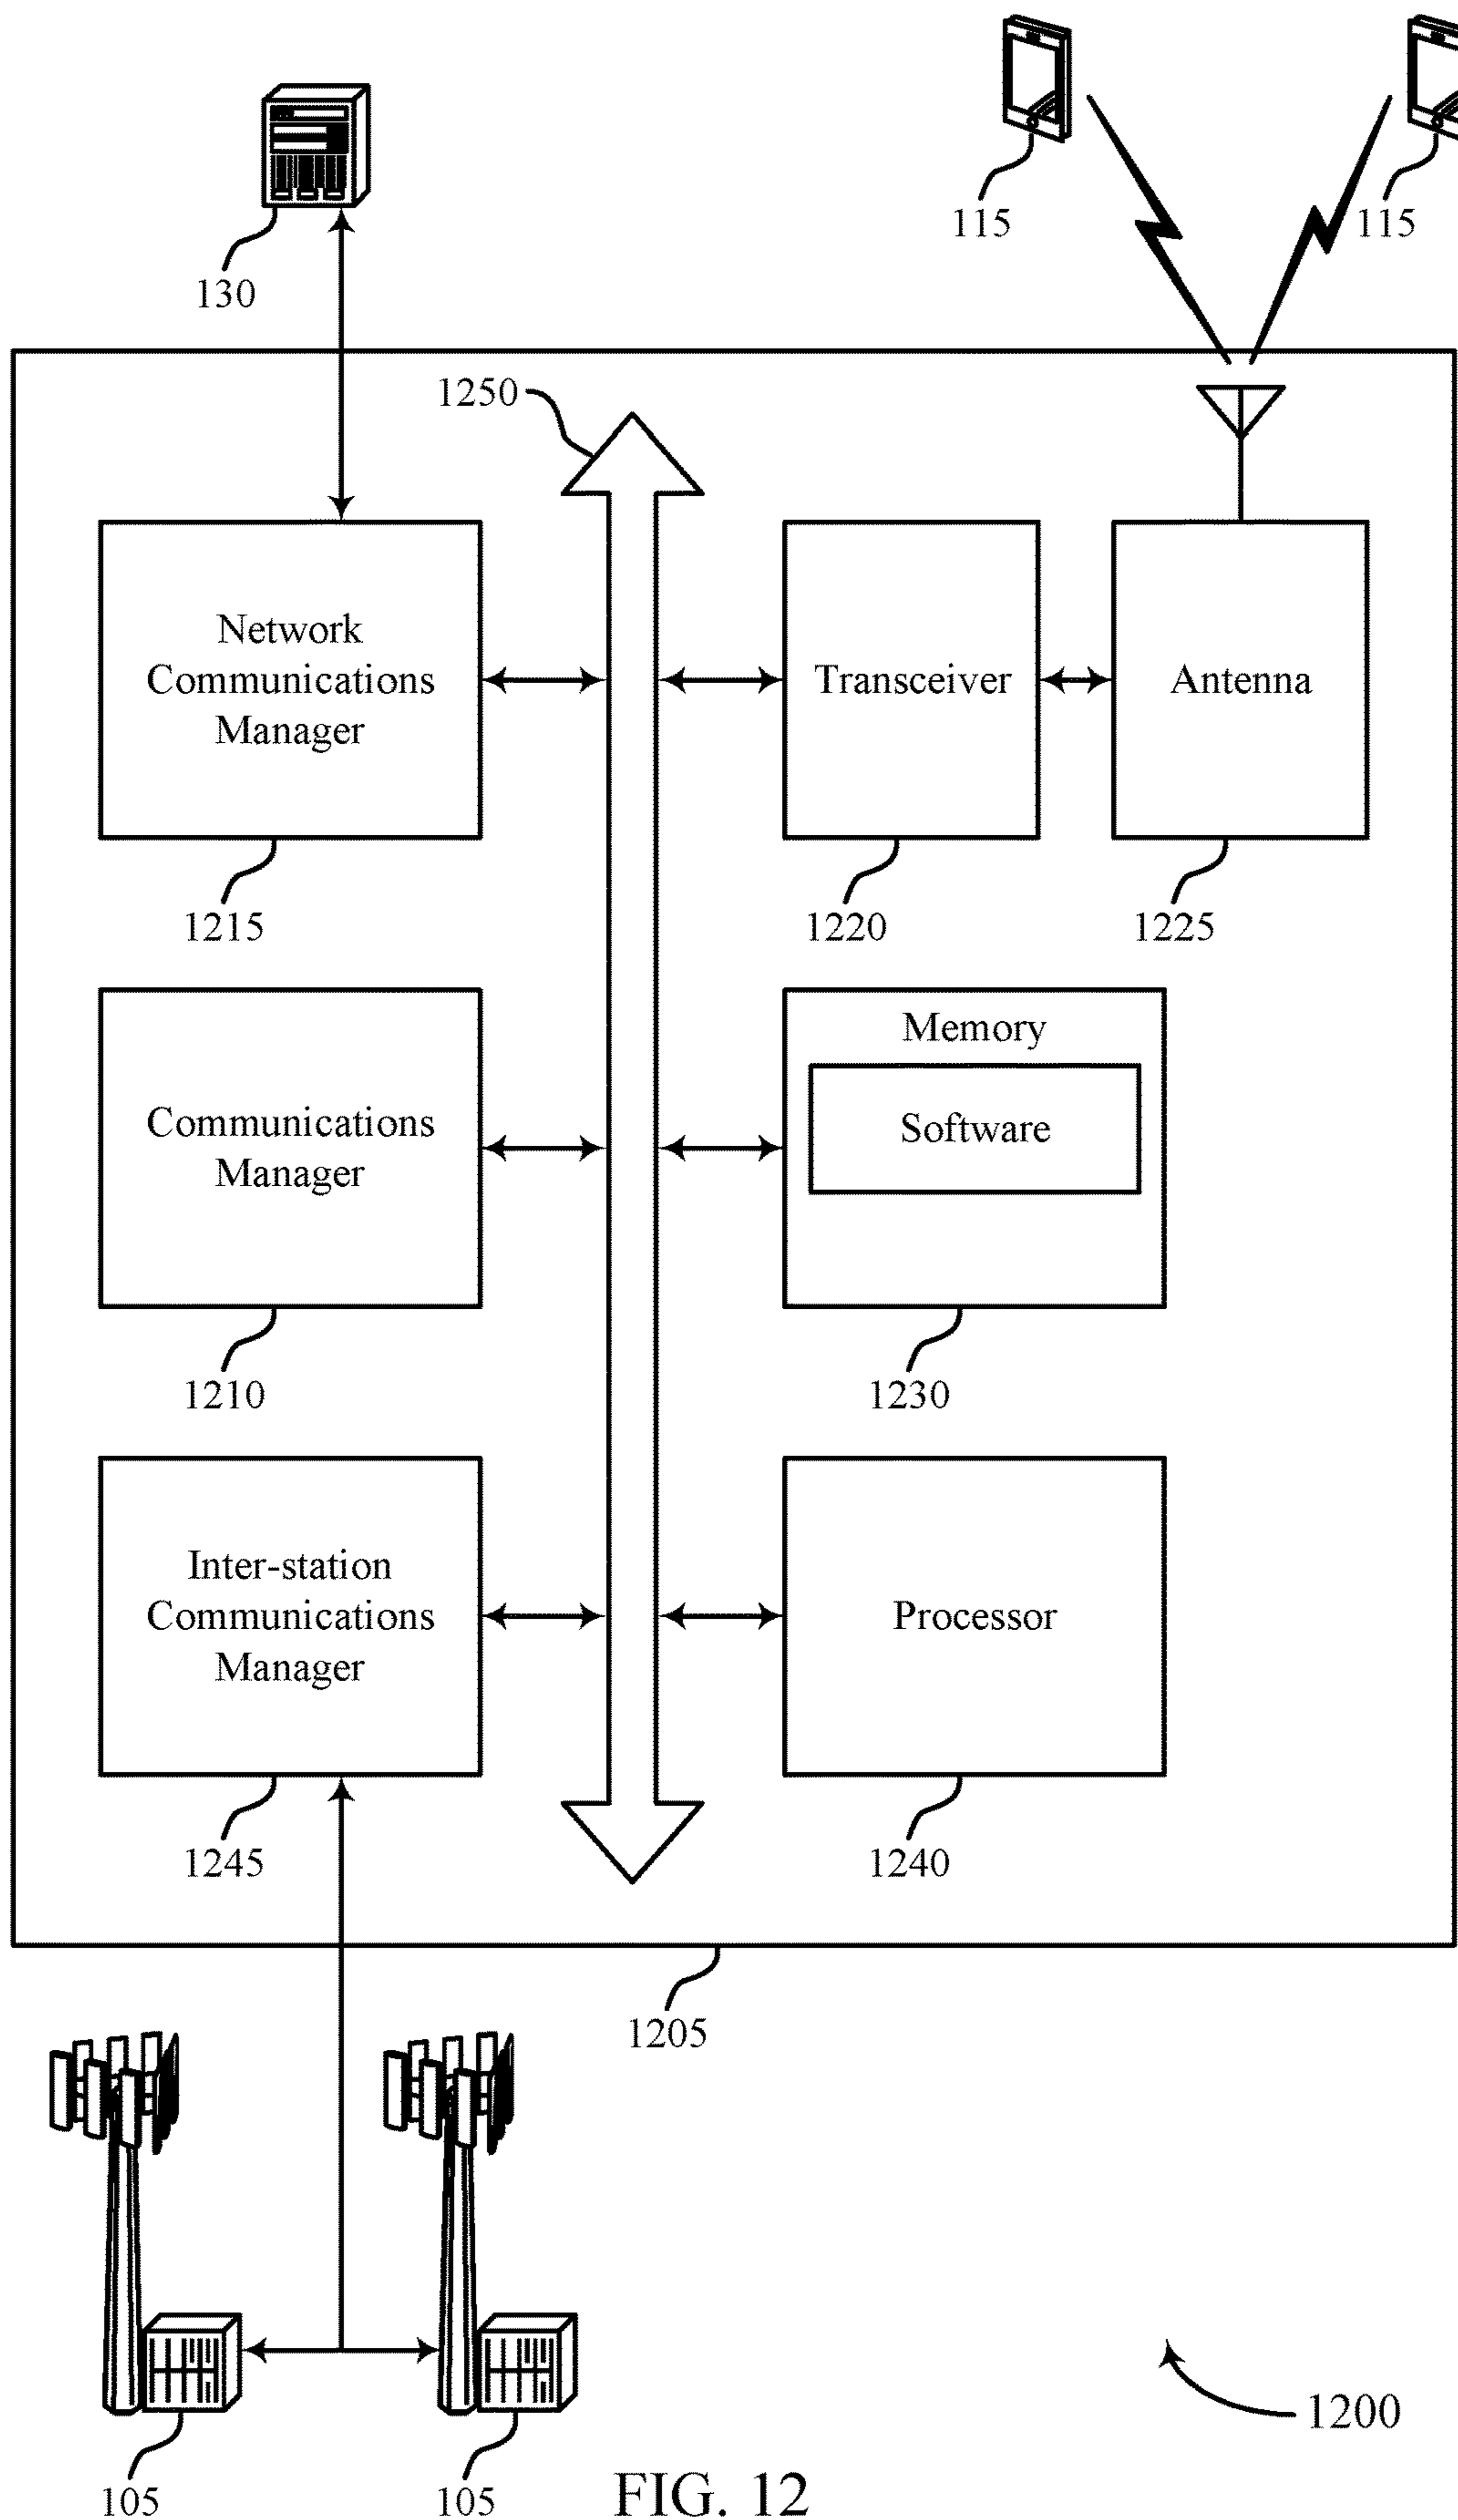 115
115
130
1250
Network
Communications
Manager
Transceiver
Antenna
1215
1220
1225
Memory
Software
Communications
Manager
1210
1230
Inter-station
Communications
Manager
Processor
1245
1240
1205
1200
105
105
FIG. 12